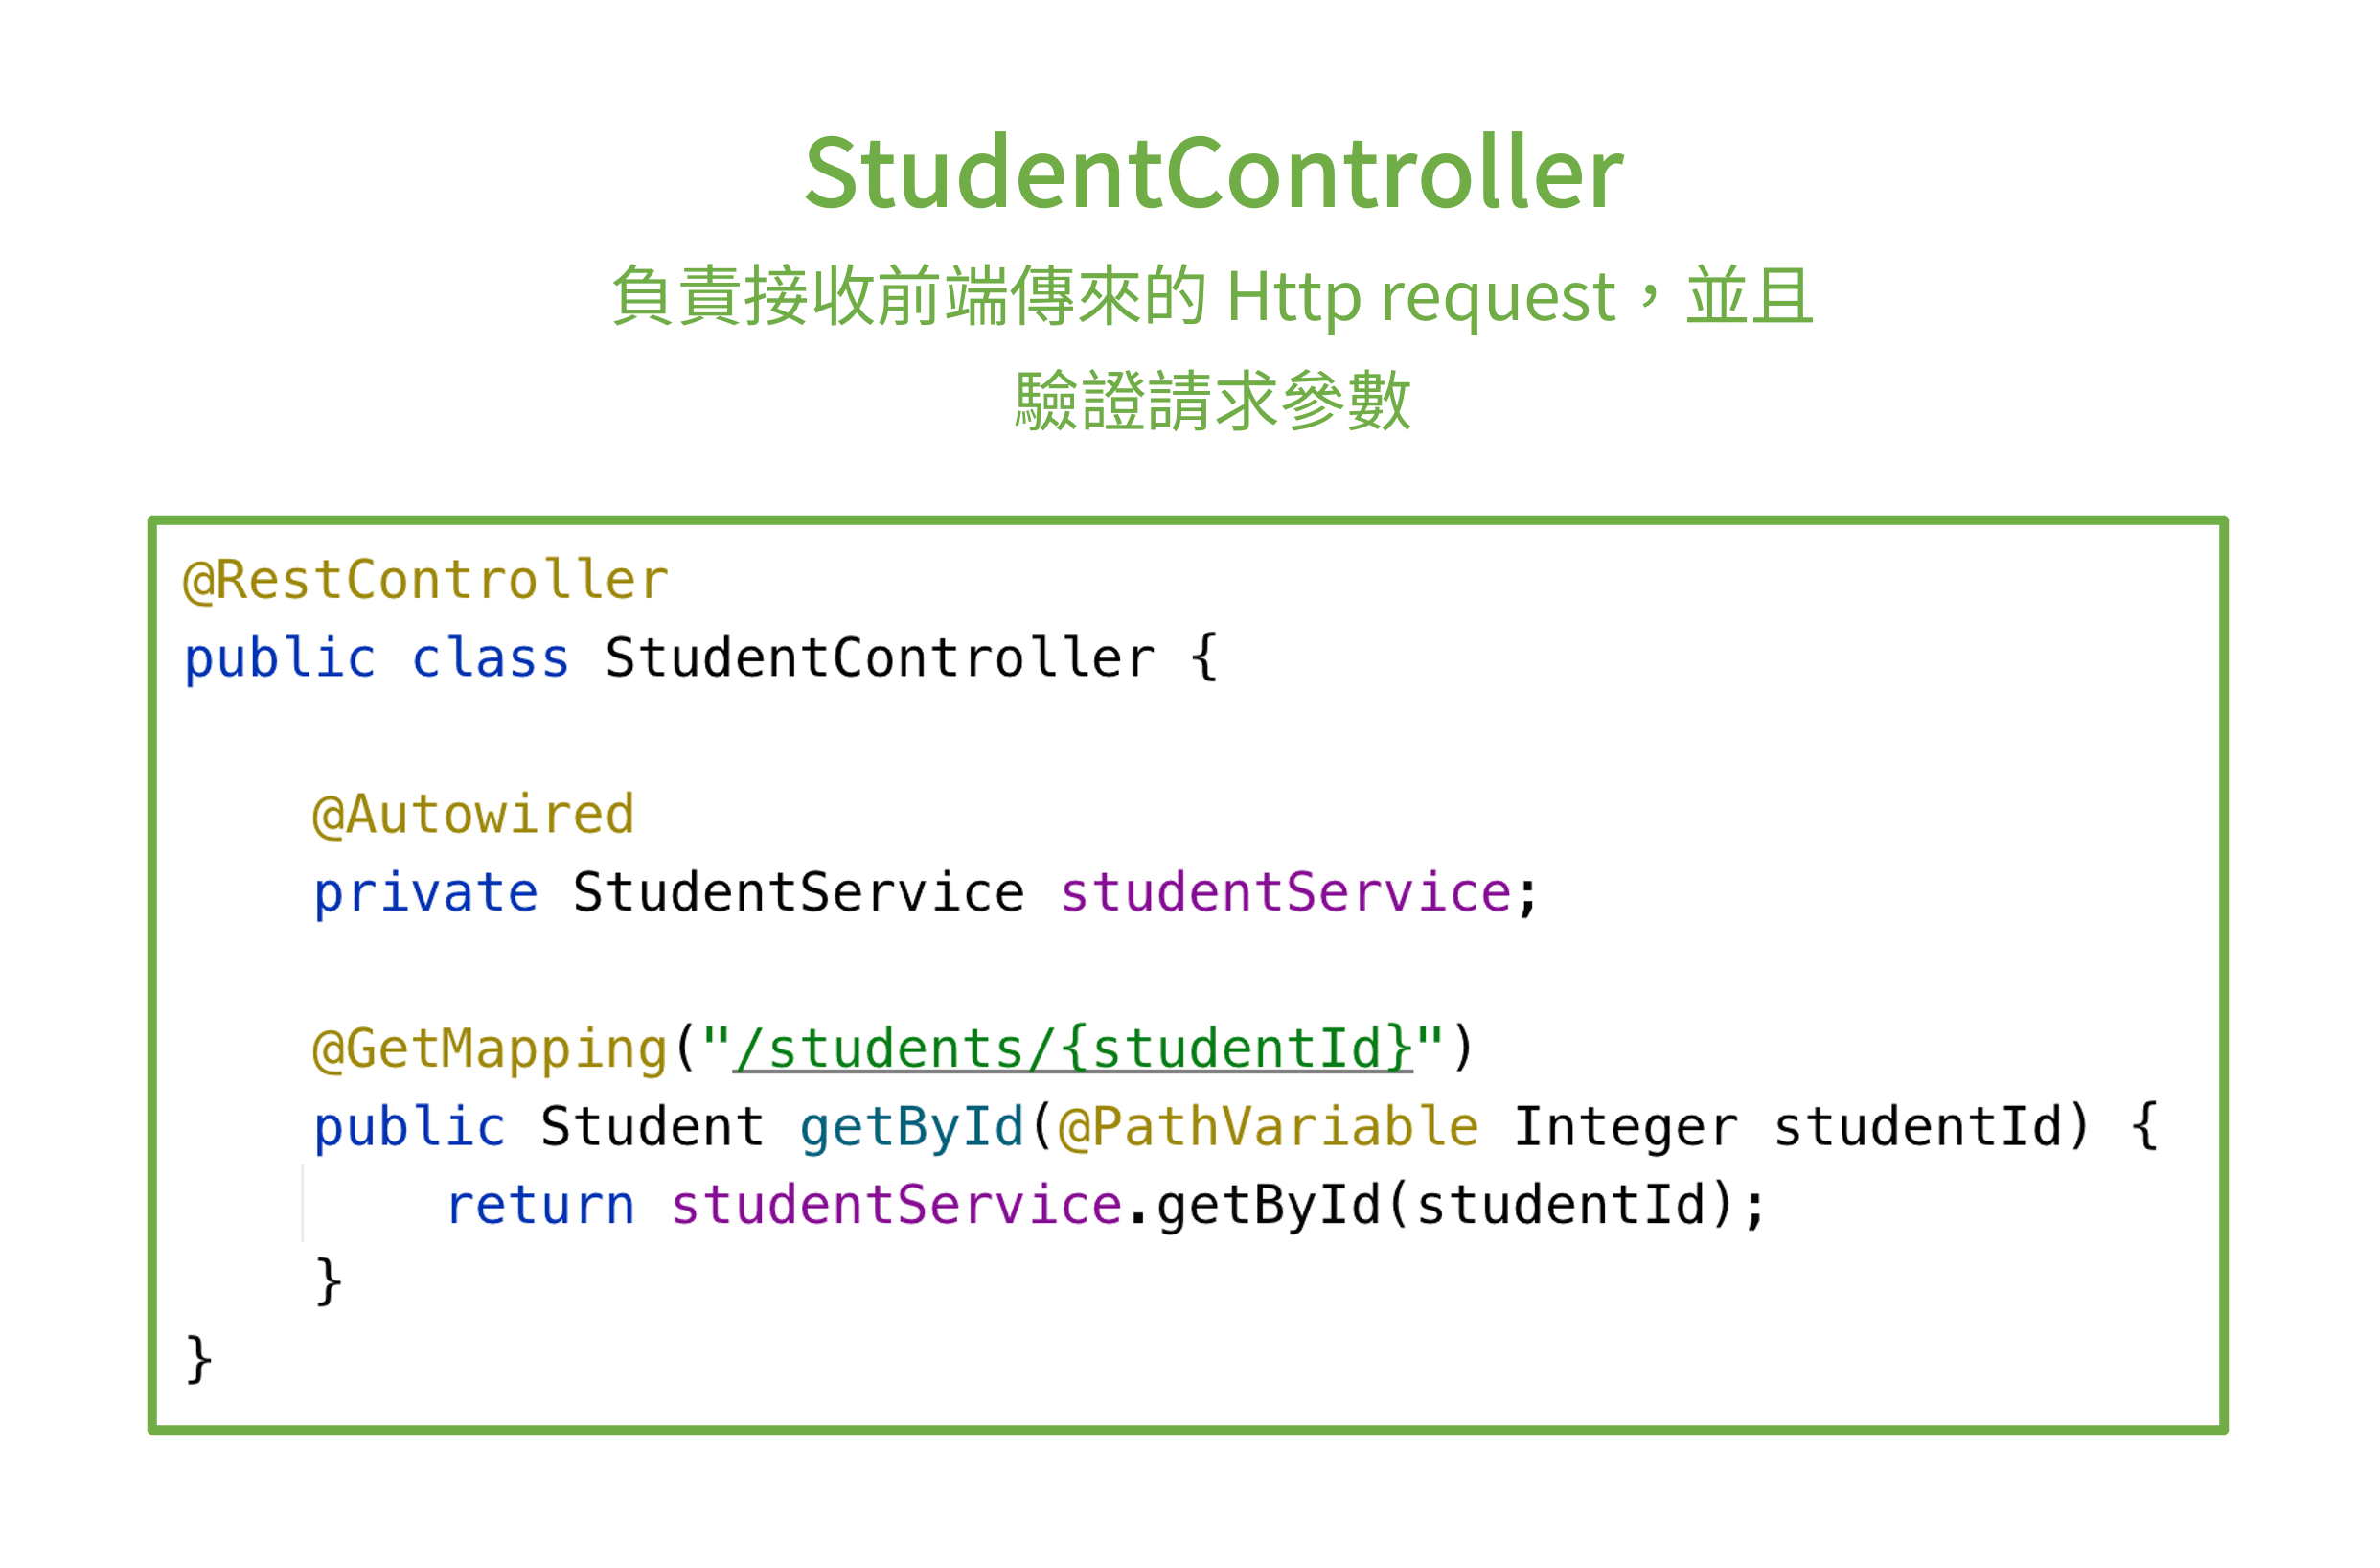 StudentController
負責接收前端傳來的 Http request，並且
驗證請求參數
@RestController
public class StudentController {
    @Autowired
    private StudentService studentService;
    @GetMapping("/students/{studentId}")
    public Student getById(@PathVariable Integer studentId) {
        return studentService.getById(studentId);
    }
}